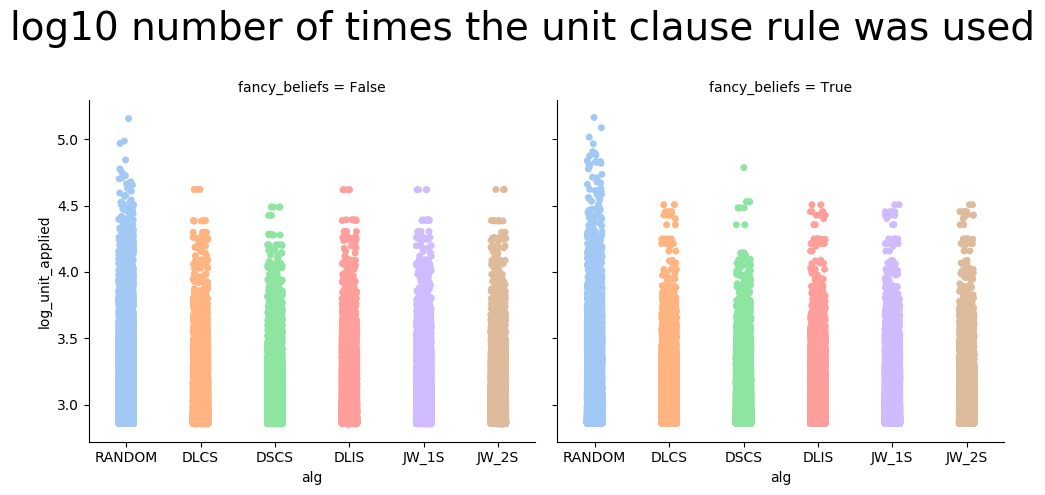 log10 number of times the unit clause rule was used
fancy_beliefs = False
fancy_beliefs = True
log_unit_applied
5.0
4.5
4.0
3.5
3.0
RANDOM DLCS DSCS DLIS JW_1S JW_2S
alg
RANDOM DLCS DSCS DLIS JW_1S JW_2S
alg